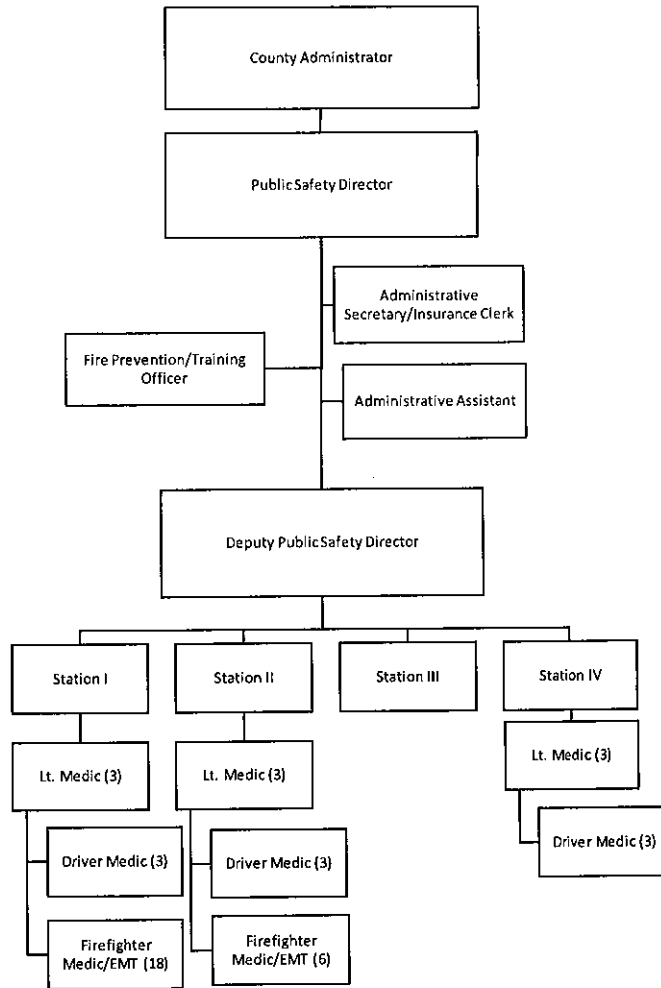 County Administrator
Public Safety Director
Administrative
Secretary/Insurance Clerk
Fire Prevention/Training
Officer
Administrative Assistant
Deputy Public Safety Director
Station I
Station II
Station III
Station IV
Lt. Medic (3)
Lt. Medic (3)
Lt. Medic (3)
Driver Medic (3)
Driver Medic (3)
Driver Medic (3)
Firefighter
Medic/EMT (18)
Firefighter
Medic/EMT (6)